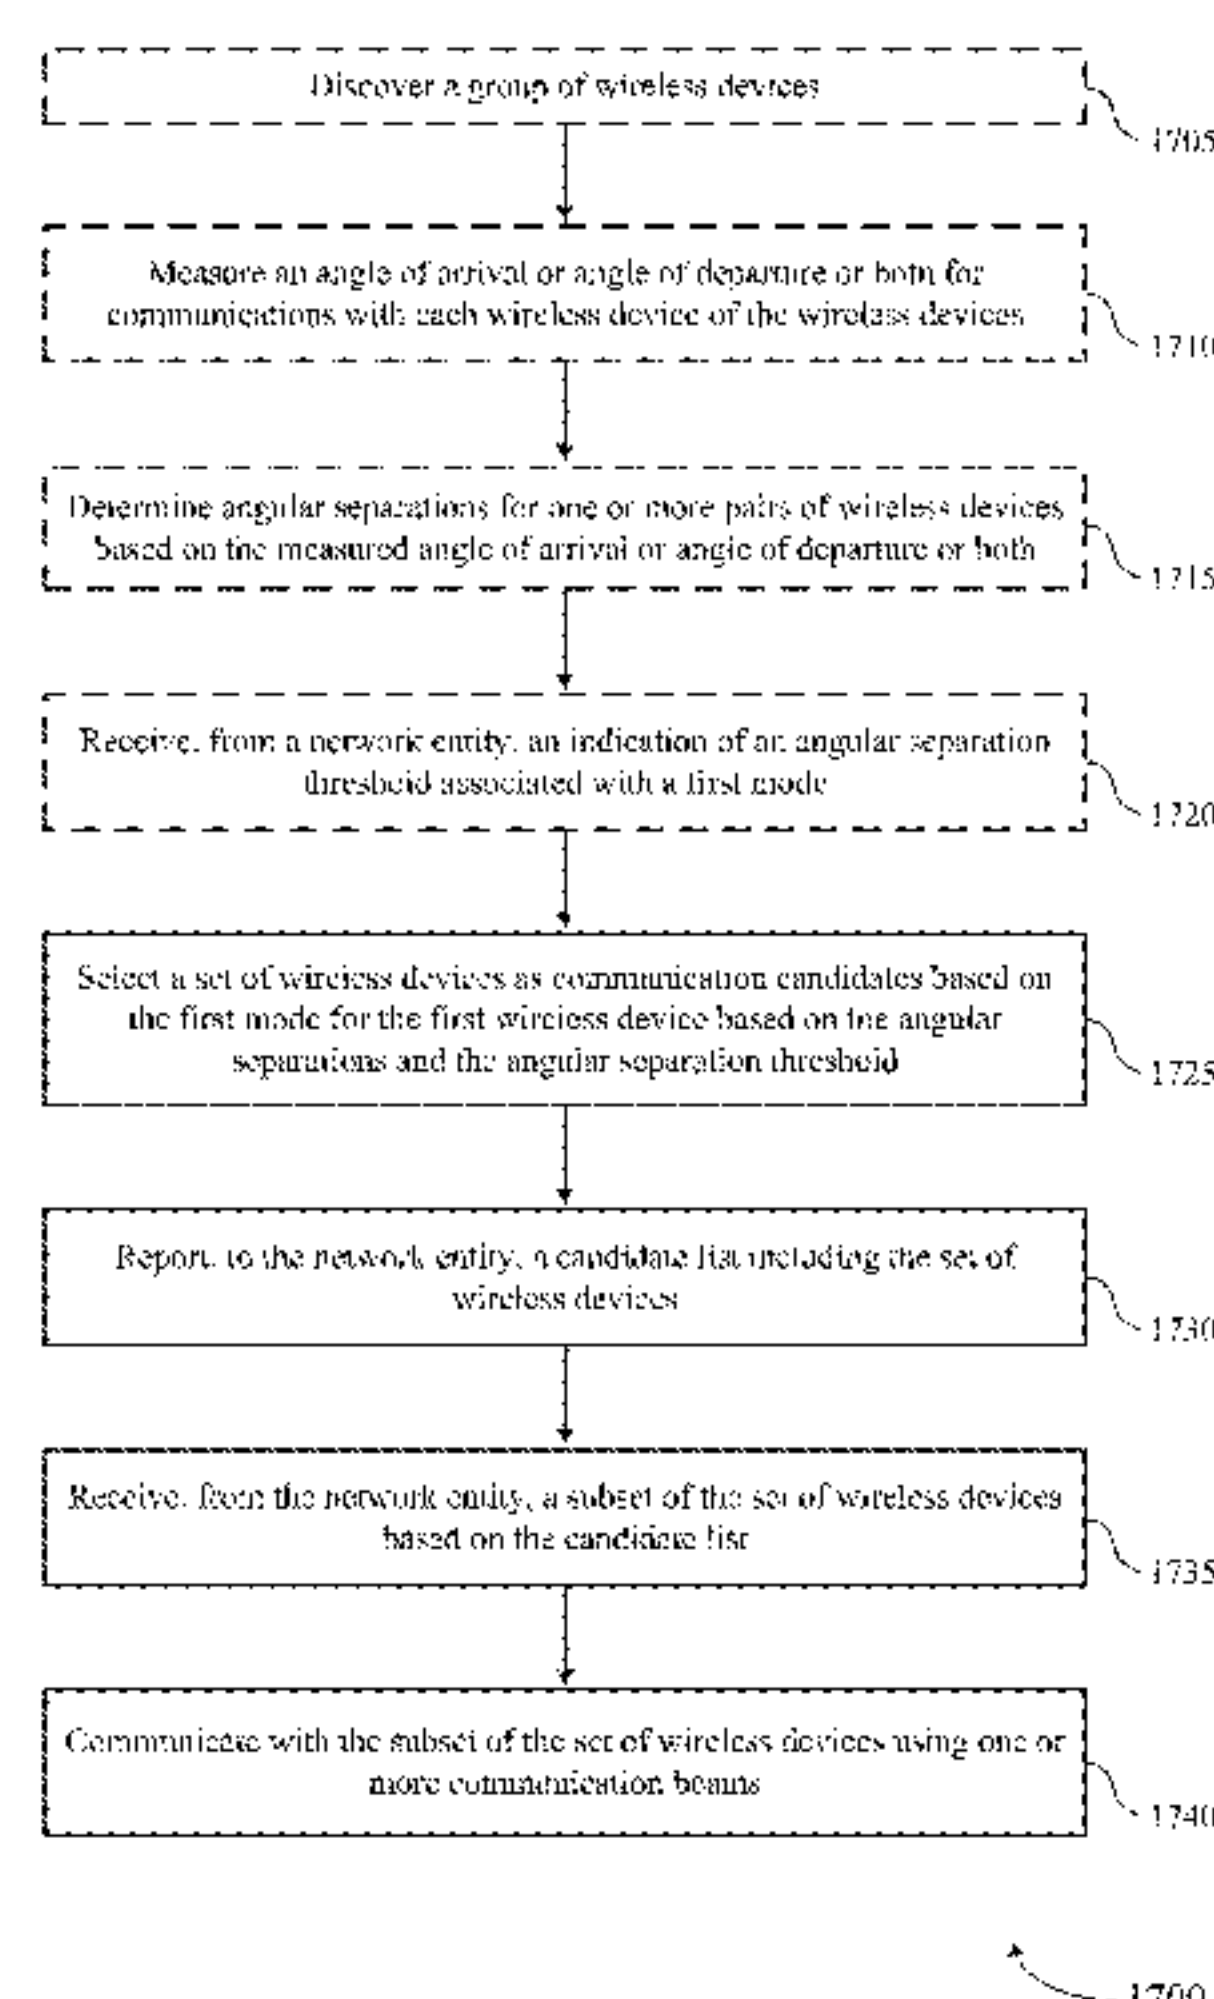 Discover a group of wireless devices
1705
Measure an angle of arrival or angle of departure or both for
communications with each wireless device of the wireless devices
1710
Determine angular separations for one or more pairs of wireless devices
based on the measured angle of arrival or angle of departure or both
1715
Receive, from a network entity, an indication of an angular separation
threshold associated with a first mode
1720
Select a set of wireless devices as communication candidates based on
the first mode for the first wireless device based on the angular
separations and the angular separation threshold
1725
Report, to the network entity, a candidate list including the set of
wireless devices
1730
Receive, from the network entity, a subset of the set of wireless devices
based on the candidate list
1735
Communicate with the subset of the set of wireless devices using one or
more communication beams
1740
1700